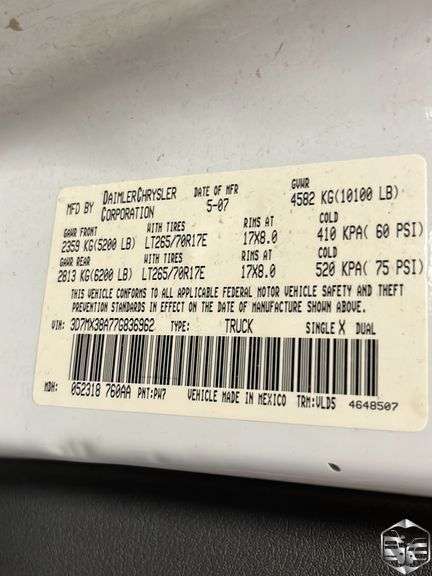 MFD BY DAIMLERCHRYSLER CORPORATION DATE OF MFR 5-07 GVWR 4582 KG(10100 LB)
GAWR FRONT WITH TIRES RIMS AT COLD
2359 KG(5200 LB) LT265/70R17E 17X8.0 410 KPA( 60 PSI)
GAWR REAR WITH TIRES RIMS AT COLD
2813 KG(6200 LB) LT265/70R17E 17X8.0 520 KPA( 75 PSI)
THIS VEHICLE CONFORMS TO ALL APPLICABLE FEDERAL MOTOR VEHICLE SAFETY AND THEFT
PREVENTION STANDARDS IN EFFECT ON THE DATE OF MANUFACTURE SHOWN ABOVE.
VIN: 3D7MX38A77G836962 TYPE: TRUCK SINGLE X DUAL
MDH: 052318 760AA PNT:PW7 VEHICLE MADE IN MEXICO TRM:VLD5
4648507